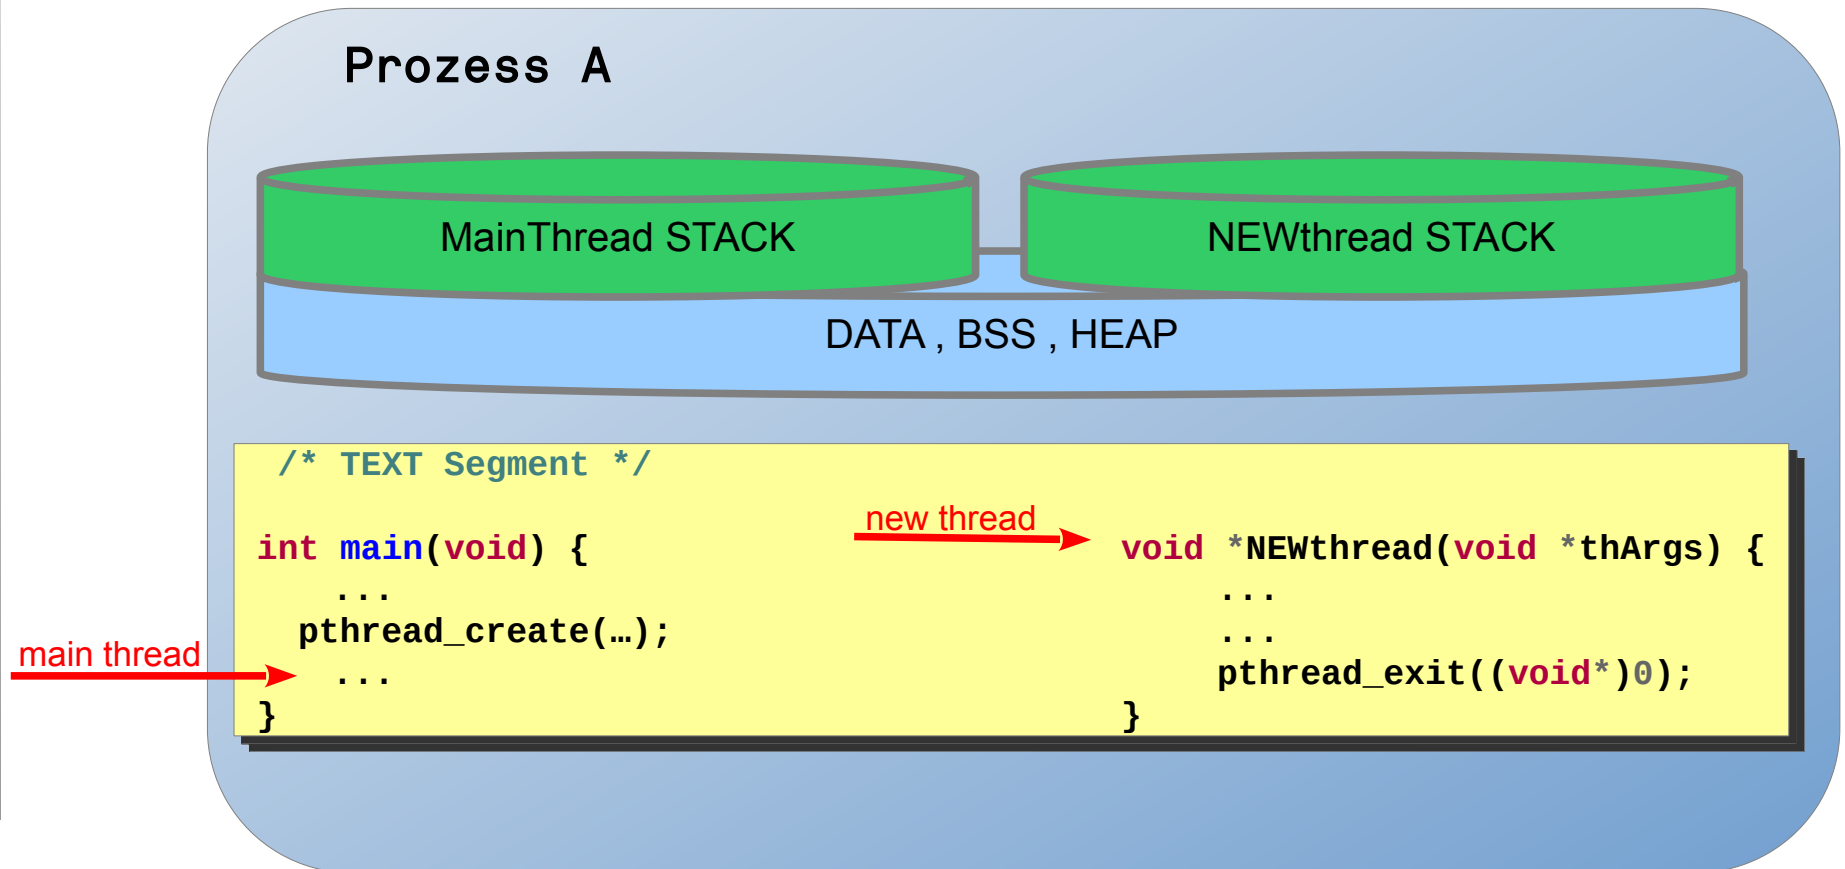 Prozess A
MainThread STACK
NEWthread STACK
DATA , BSS , HEAP
/* TEXT Segment */
int main(void) {
...
pthread_create(…);
...
}
main thread
new thread
void *NEWthread(void *thArgs) {
...
...
pthread_exit((void*)0);
}